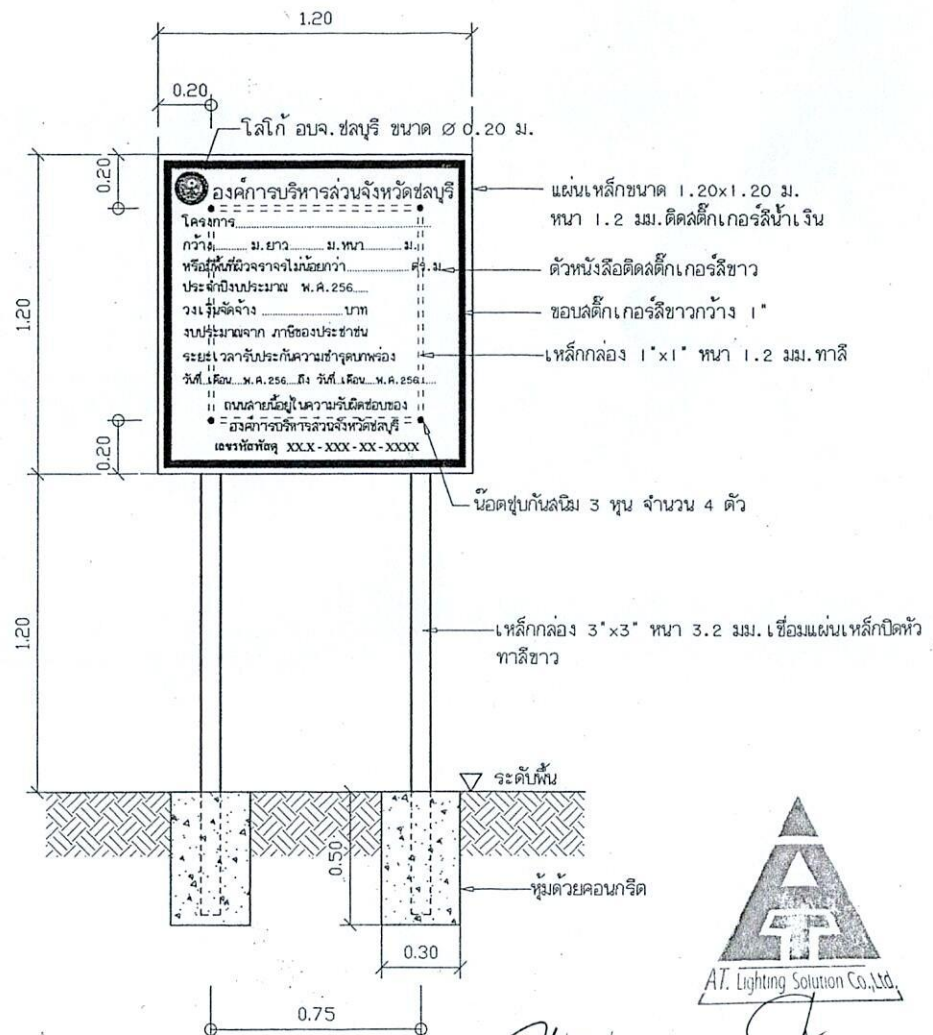 1.20
0.20
โลโก้ อบจ.ชลบุรี ขนาด Ø 0.20 ม.
0.20
องค์การบริหารส่วนจังหวัดชลบุรี
แผ่นเหล็กขนาด 1.20x1.20 ม.
หนา 1.2 มม.ติดสติ๊กเกอร์สีน้ำเงิน
โครงการ
กว้าง......... ม.ยาว......... ม.หนา......... ม.
หรือมีพื้นที่ผิวจราจรไม่น้อยกว่า............... ตร.ม.
ตัวหนังสือติดสติ๊กเกอร์สีขาว
ประจำปีงบประมาณ พ.ศ.256.....
วงเงินจัดจ้าง .................. บาท
ขอบสติ๊กเกอร์สีขาวกว้าง 1"
1.20
งบประมาณจาก ภาษีของประชาชน
ระยะเวลารับประกันความชำรุดบกพร่อง
เหล็กกล่อง 1"x1" หนา 1.2 มม.ทาสี
วันที่...เดือน....พ.ศ.256....ถึง วันที่...เดือน....พ.ศ.256.....
ถนนสายนี้อยู่ในความรับผิดชอบของ
องค์การบริหารส่วนจังหวัดชลบุรี
0.20
เลขรหัสพัสดุ XX.X-XXX-XX-XXXX
น๊อตชุบกันสนิม 3 หุน จำนวน 4 ตัว
1.20
เหล็กกล่อง 3"x3" หนา 3.2 มม.เชื่อมแผ่นเหล็กปิดหัว
ทาสีขาว
ระดับพื้น
0.50
หุ้มด้วยคอนกรีต
0.30
AT. Lighting Solution Co.,Ltd.
0.75